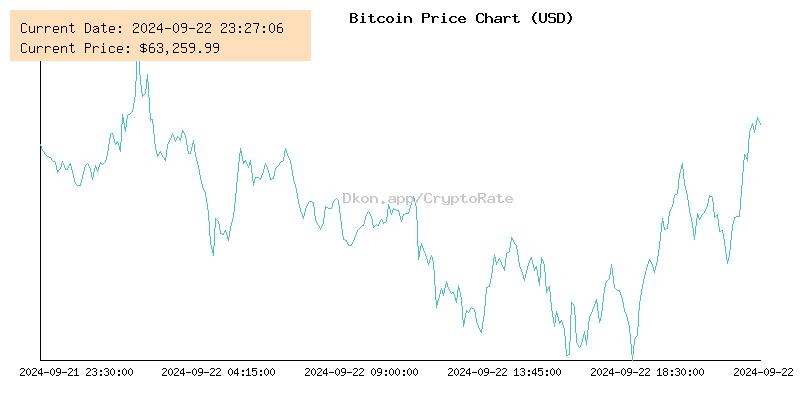 Bitcoin Price Chart (USD)
Current Date: 2024-09-22 23:27:06
Current Price: $63,259.99
Dkon.app/CryptoRate
2024-09-21 23:30:00 2024-09-22 04:15:00 2024-09-22 09:00:00 2024-09-22 13:45:00 2024-09-22 18:30:00 2024-09-22